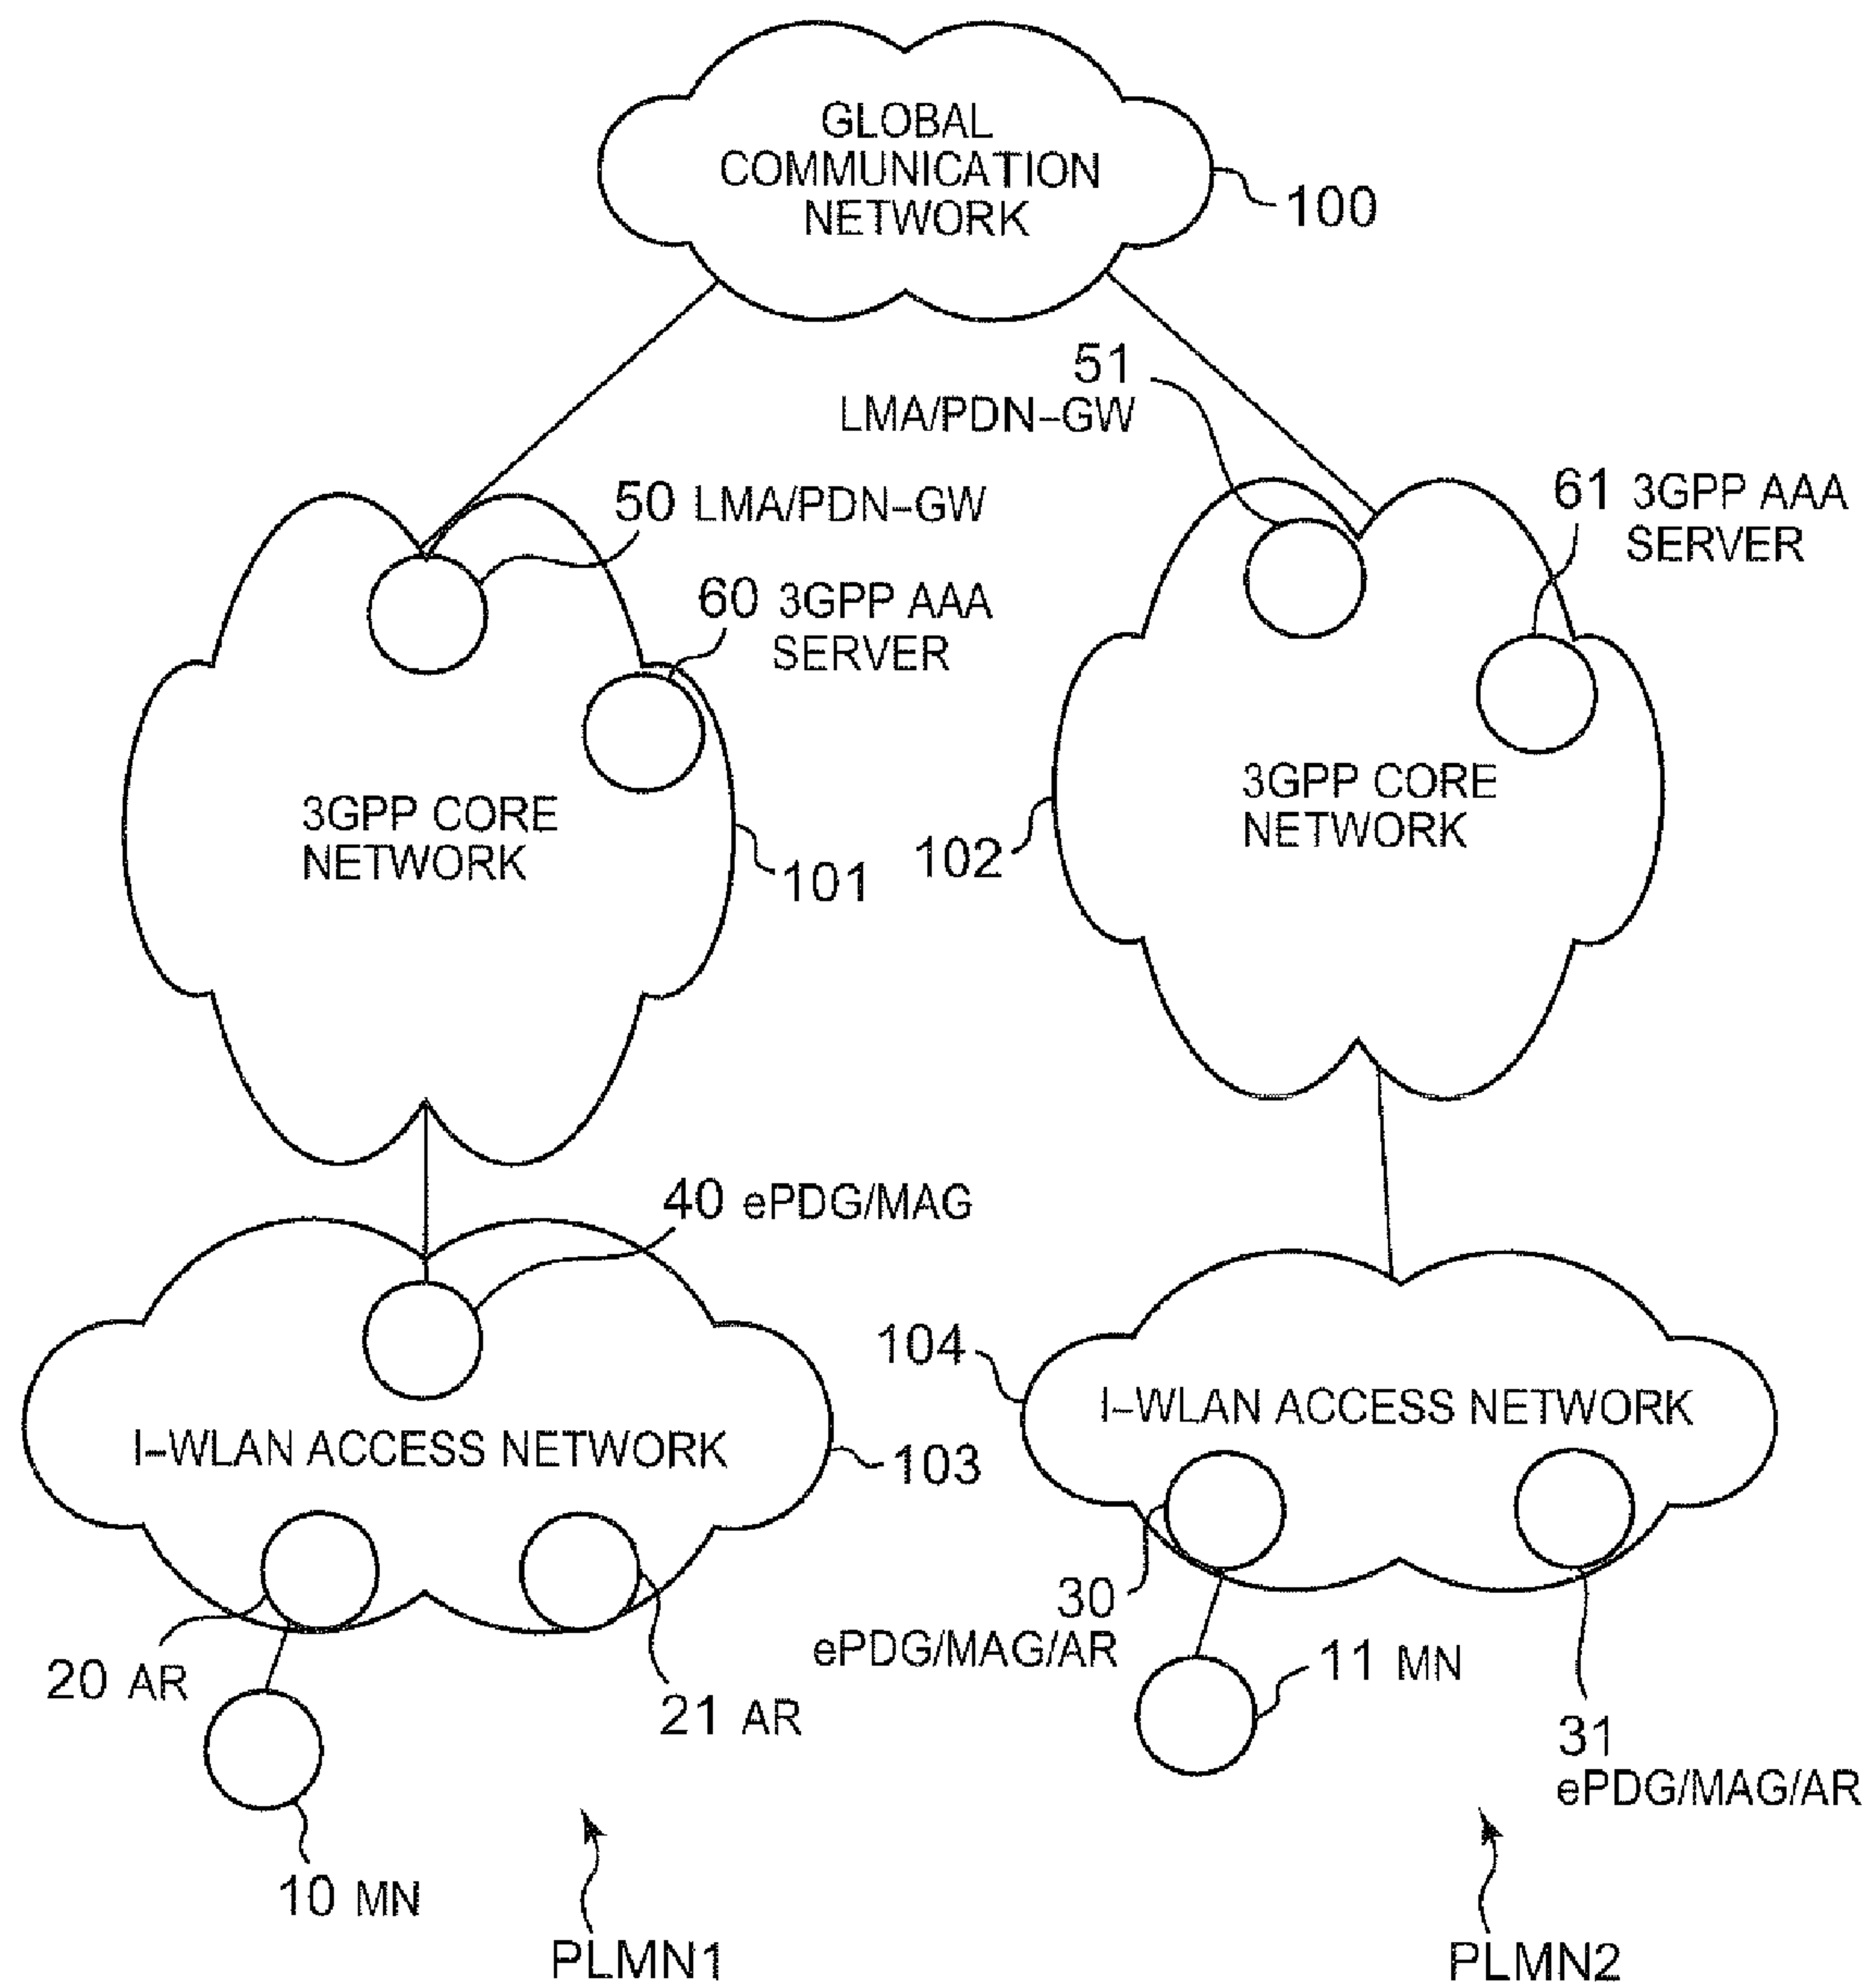 GLOBAL
COMMUNICATION
NETWORK
100
51
LMA/PDN–GW
50 LMA/PDN–GW
61 3GPP AAA
SERVER
60 3GPP AAA
SERVER
3GPP CORE
NETWORK
101
102
3GPP CORE
NETWORK
40 ePDG/MAG
104
I–WLAN ACCESS NETWORK
I–WLAN ACCESS NETWORK
103
30
ePDG/MAG/AR
20 AR
21 AR
11 MN
31
ePDG/MAG/AR
10 MN
PLMN1
PLMN2